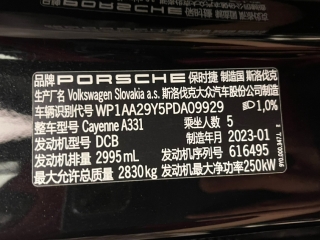 品牌 PORSCHE 保时捷 制造国 斯洛伐克
生产厂名 Volkswagen Slovakia a.s. 斯洛伐克大众汽车股份公司
车辆识别代号 WP1AA29Y5PDA09929 1,0%
整车型号 Cayenne A331 乘坐人数 5
发动机型号 DCB 制造年月 2023-01
发动机排量 2995 mL 发动机序列号 616495
最大允许总质量 2830kg 发动机最大净功率250kW